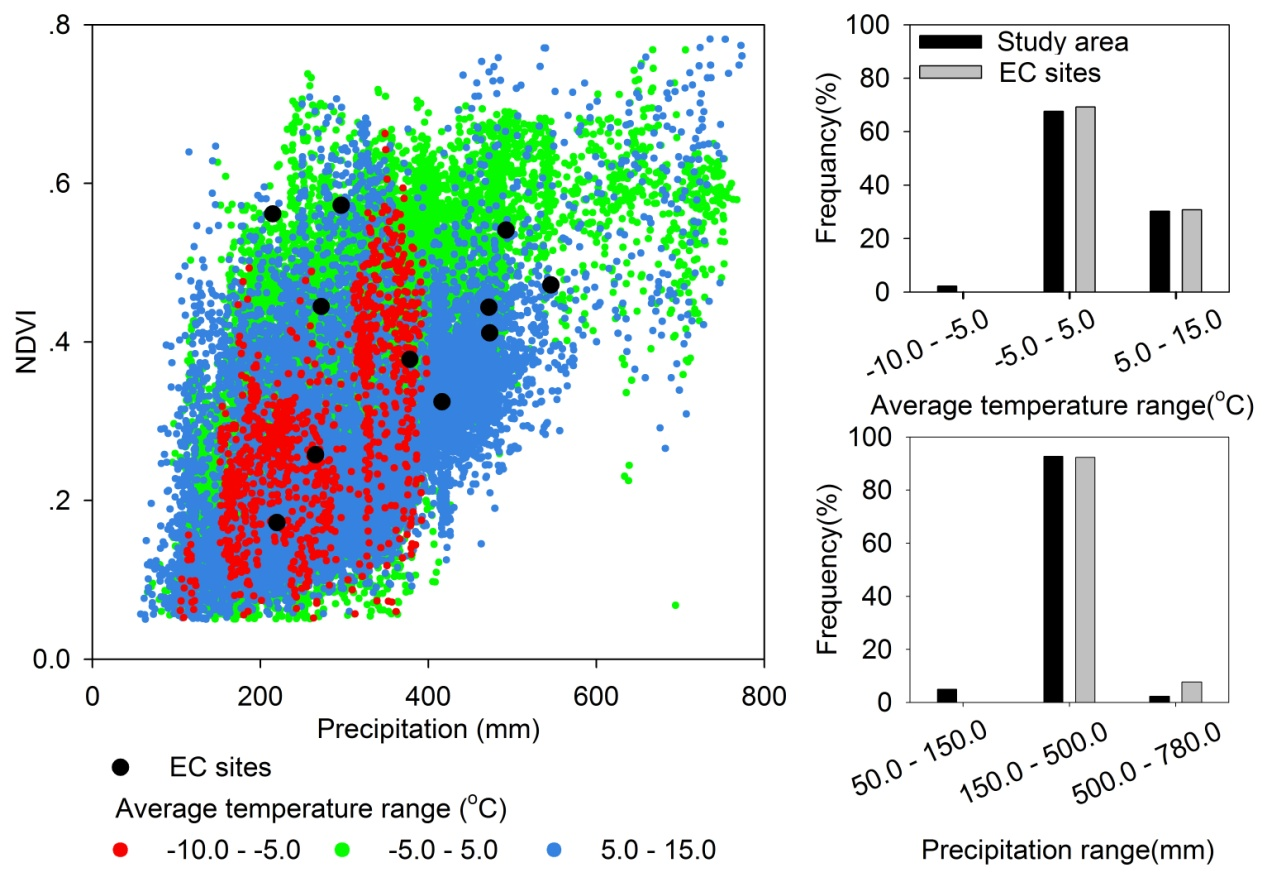 .8
.6
.4
.2
0.0
NDVI
0 200 400 600 800
Precipitation (mm)
EC sites
Average temperature range (°C)
-10.0 - -5.0 -5.0 - 5.0 5.0 - 15.0
100
80
60
40
20
0
Frequancy(%)
Study area
EC sites
-10.0 - -5.0 -5.0 - 5.0 5.0 - 15.0
Average temperature range(°C)
100
80
60
40
20
0
Frequency(%)
50.0 - 150.0 150.0 - 500.0 500.0 - 780.0
Precipitation range(mm)